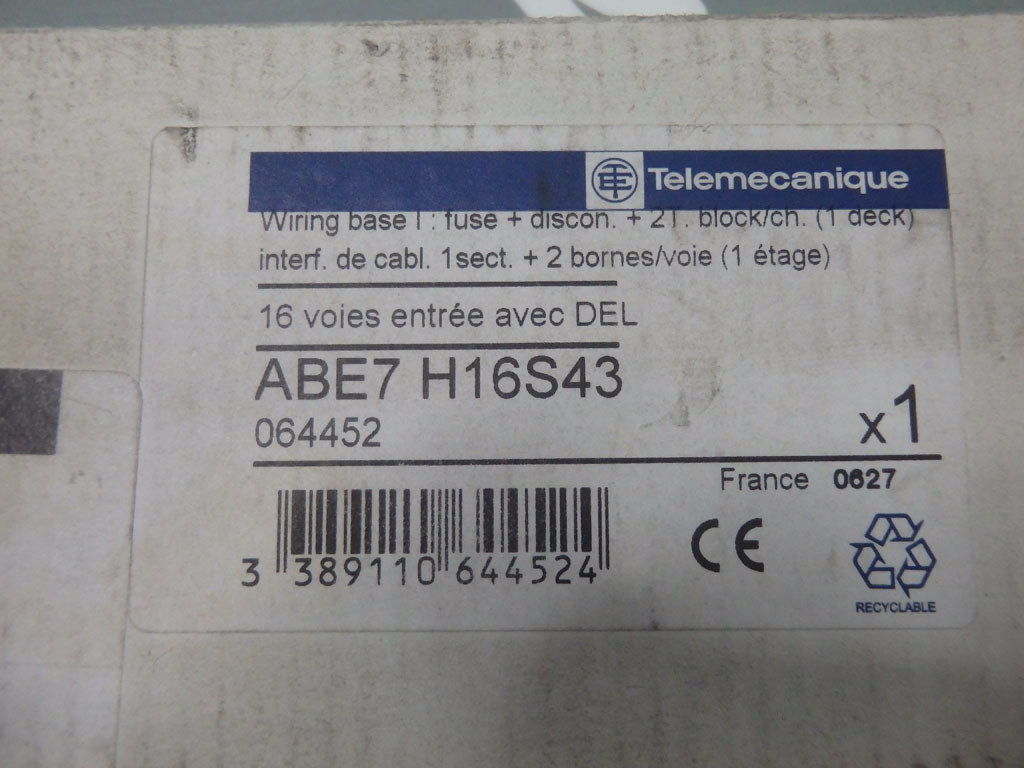 Telemecanique
Wiring base I : fuse + discon. + 2T. block/ch. (1 deck)
interf. de cabl. 1sect. + 2 bornes/voie (1 étage)
16 voies entrée avec DEL
ABE7 H16S43
064452
x1
France 0627
3 389110 644524
CE
RECYCLABLE